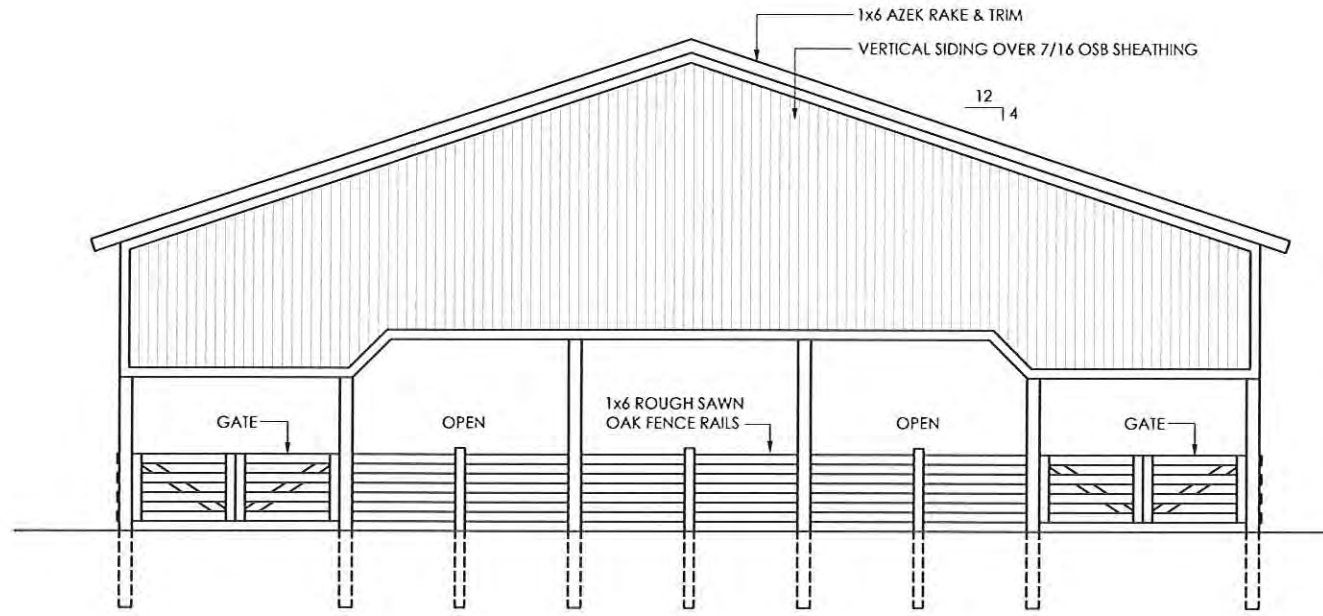 1x6 AZEK RAKE & TRIM
VERTICAL SIDING OVER 7/16 OSB SHEATHING
12
4
GATE
OPEN
1x6 ROUGH SAWN
OAK FENCE RAILS
OPEN
GATE